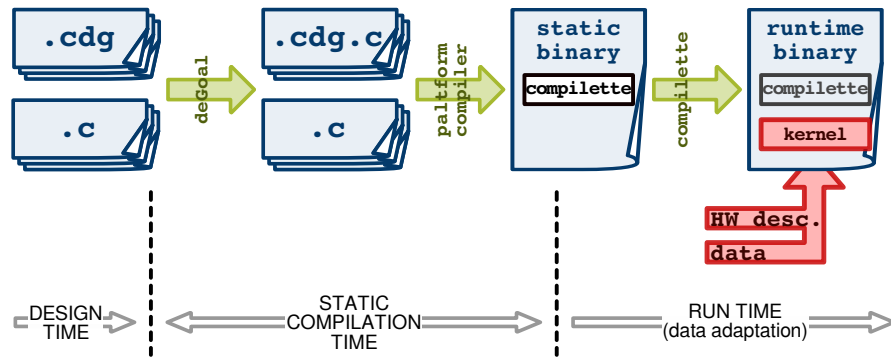 .cdg
.c
deGoal
.cdg.c
.c
paltform
compiler
static
binary
compilette
compilette
runtime
binary
compilette
kernel
HW desc.
data
DESIGN
TIME
STATIC
COMPILATION
TIME
RUN TIME
(data adaptation)